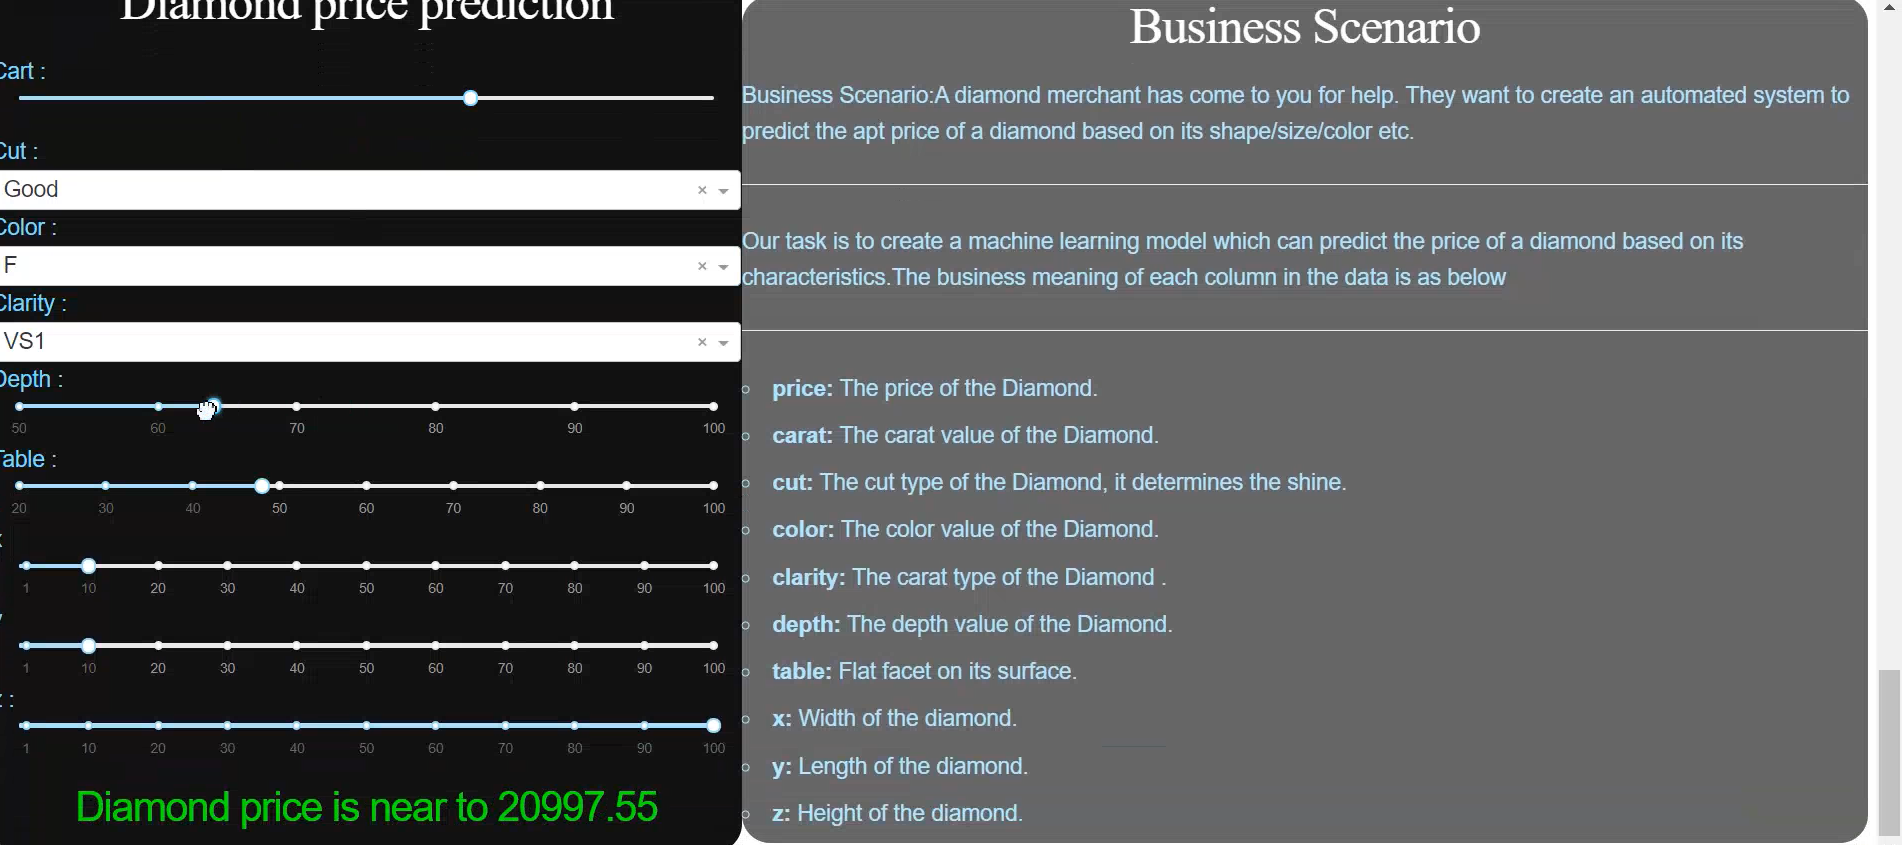 Diamond price prediction
Cart :
Cut :
Good
Color :
F
Clarity :
VS1
Depth :
50 60 70 80 90 100
Table :
20 30 40 50 60 70 80 90 100
1 10 20 30 40 50 60 70 80 90 100
1 10 20 30 40 50 60 70 80 90 100
z :
1 10 20 30 40 50 60 70 80 90 100
Diamond price is near to 20997.55
Business Scenario
Business Scenario:A diamond merchant has come to you for help. They want to create an automated system to
predict the apt price of a diamond based on its shape/size/color etc.
Our task is to create a machine learning model which can predict the price of a diamond based on its
characteristics.The business meaning of each column in the data is as below
price: The price of the Diamond.
carat: The carat value of the Diamond.
cut: The cut type of the Diamond, it determines the shine.
color: The color value of the Diamond.
clarity: The carat type of the Diamond .
depth: The depth value of the Diamond.
table: Flat facet on its surface.
x: Width of the diamond.
y: Length of the diamond.
z: Height of the diamond.